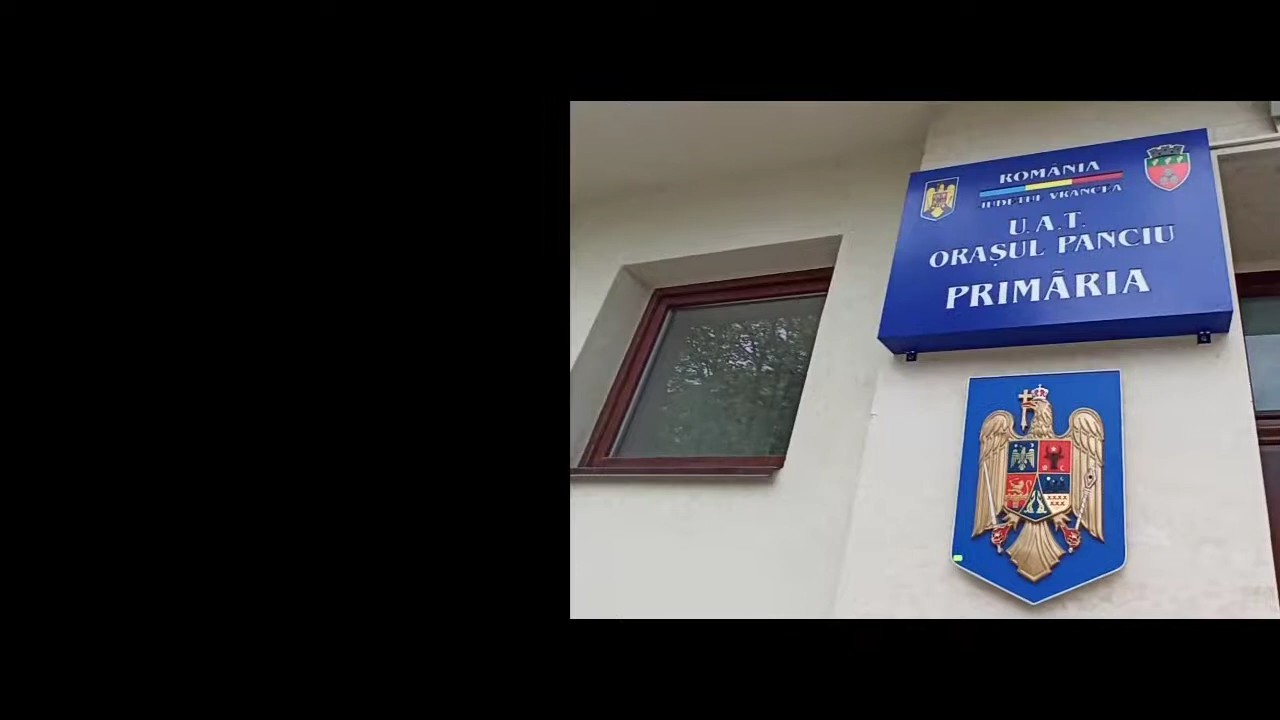 ROMÂNIA
JUDEȚUL VRANCEA
U.A.T.
ORAȘUL PANCIU
PRIMĂRIA